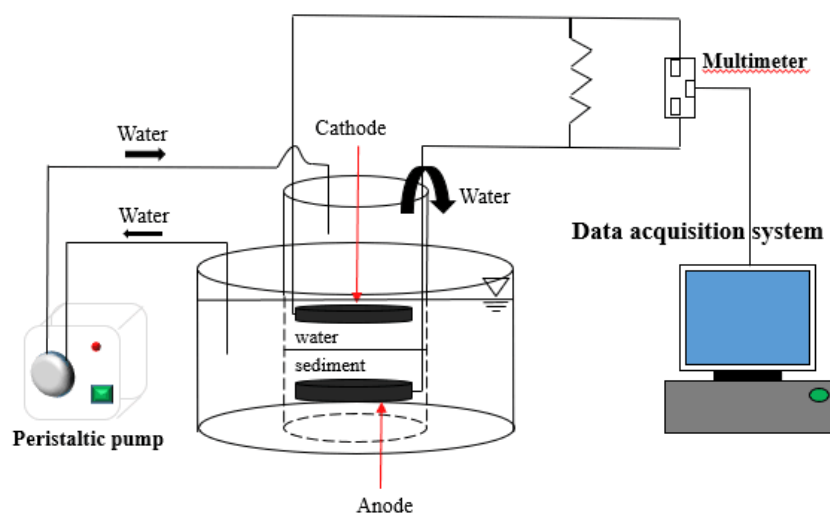 Multimeter
Water
Cathode
Water
Water
Data acquisition system
water
sediment
Peristaltic pump
Anode